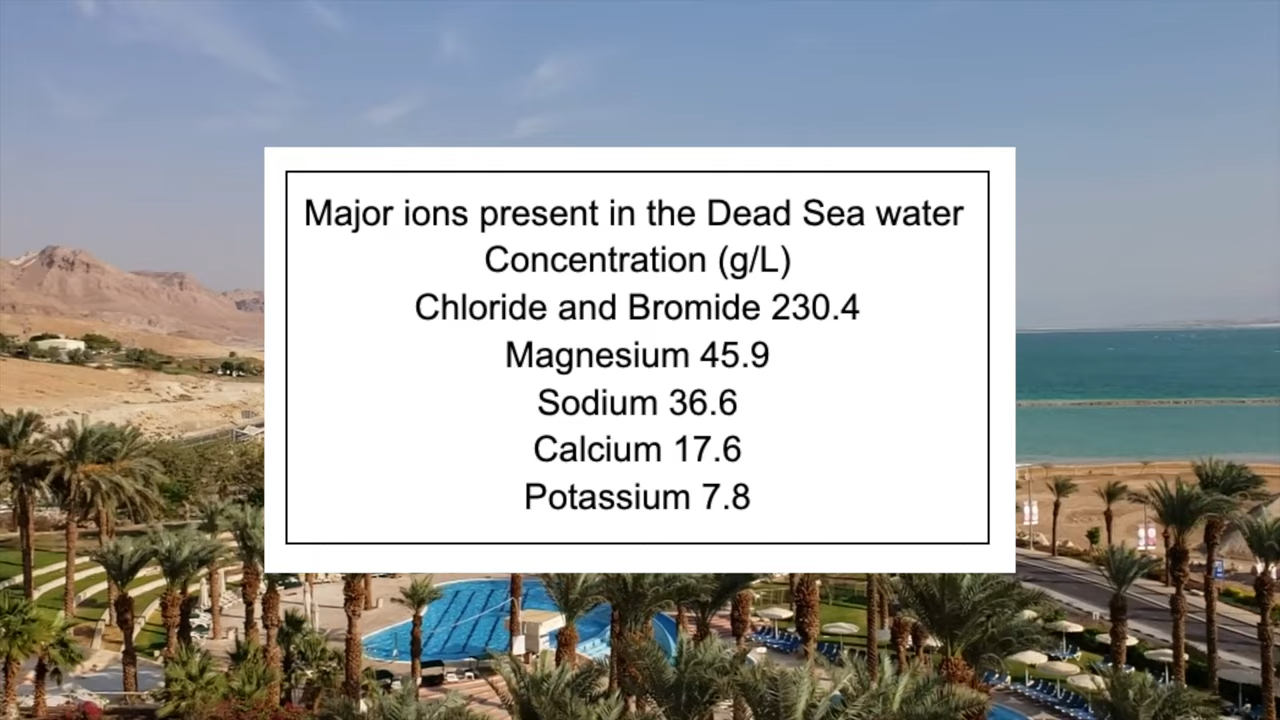 Major ions present in the Dead Sea water
Concentration (g/L)
Chloride and Bromide 230.4
Magnesium 45.9
Sodium 36.6
Calcium 17.6
Potassium 7.8